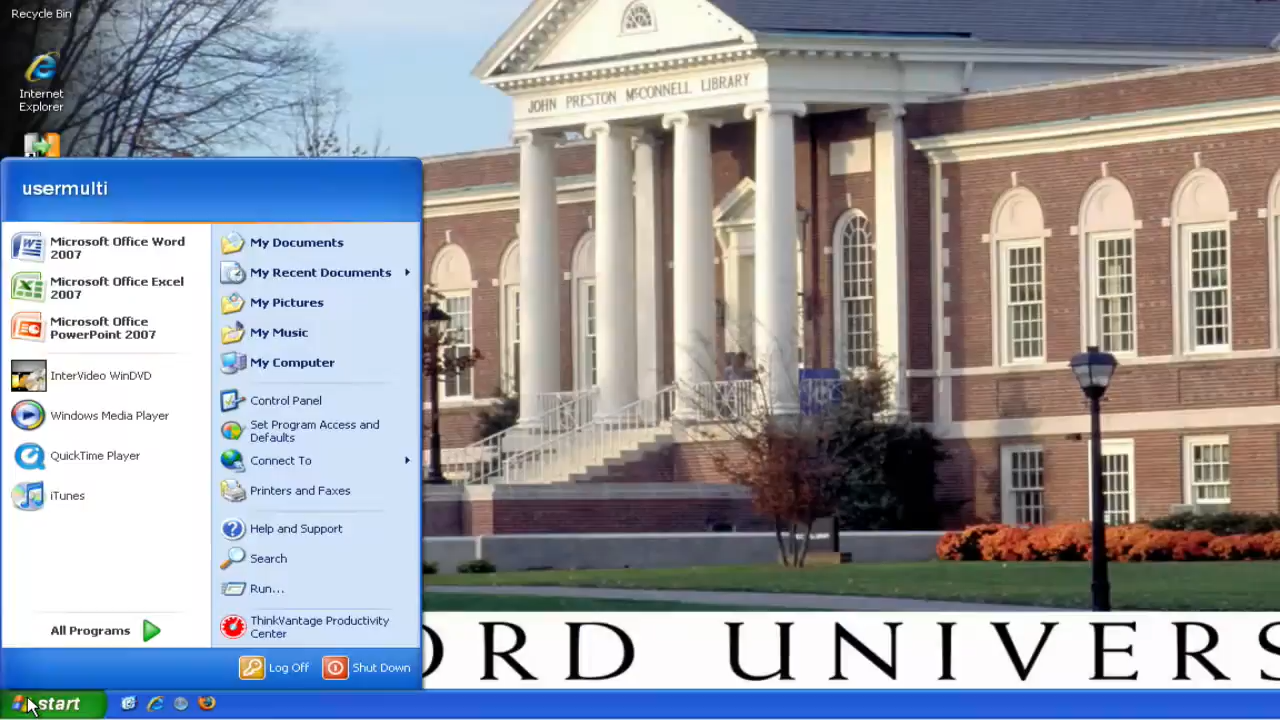 Recycle Bin
Internet
Explorer
JOHN PRESTON McCONNELL LIBRARY
usermulti
Microsoft Office Word
2007
Microsoft Office Excel
2007
Microsoft Office
PowerPoint 2007
InterVideo WinDVD
Windows Media Player
QuickTime Player
iTunes
All Programs
My Documents
My Recent Documents
My Pictures
My Music
My Computer
Control Panel
Set Program Access and
Defaults
Connect To
Printers and Faxes
Help and Support
Search
Run...
ThinkVantage Productivity
Center
Log Off
Shut Down
ORD UNIVERS
start